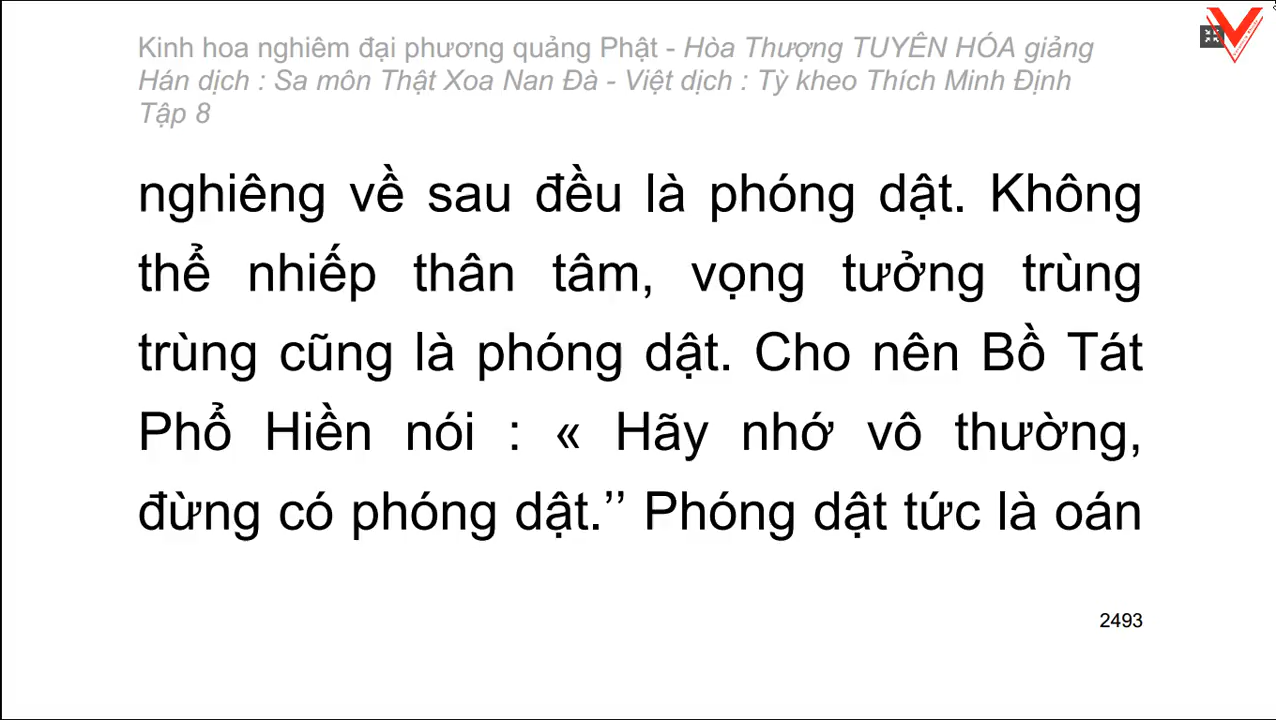 Kinh hoa nghiêm đại phương quảng Phật - Hòa Thượng TUYÊN HÓA giảng
Hán dịch : Sa môn Thật Xoa Nan Đà - Việt dịch : Tỳ kheo Thích Minh Định
Tập 8
nghiêng về sau đều là phóng dật. Không
thể nhiếp thân tâm, vọng tưởng trùng
trùng cũng là phóng dật. Cho nên Bồ Tát
Phổ Hiền nói : « Hãy nhớ vô thường,
đừng có phóng dật.’’ Phóng dật tức là oán
2493